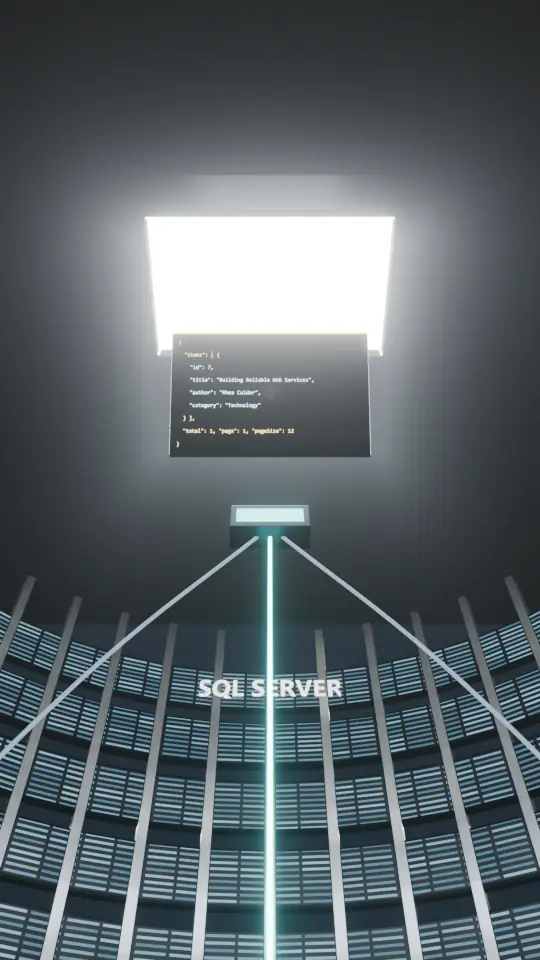 {
"items": [ {
"id": 7,
"title": "Building Reliable Web Services",
"author": "Rhea Calder",
"category": "Technology"
} ],
"total": 1, "page": 1, "pageSize": 12
}
SQL SERVER